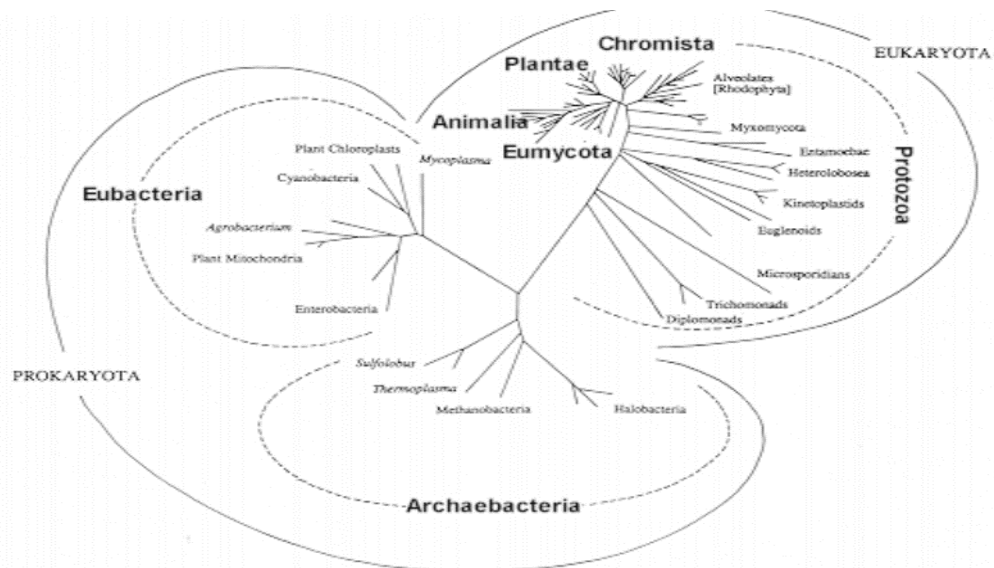 Chromista
EUKARYOTA
Plantae
Alveolates
[Rhodophyta]
Animalia
Myxomycota
Plant Chloroplasts
Mycoplasma
Eumycota
Entamoebae
Cyanobacteria
Heterolobosea
Eubacteria
Protozoa
Kinetoplastids
Agrobacterium
Euglenoids
Plant Mitochondria
Microsporidians
Enterobacteria
Trichomonads
Diplomonads
Sulfolobus
PROKARYOTA
Thermoplasma
Methanobacteria
Halobacteria
Archaebacteria